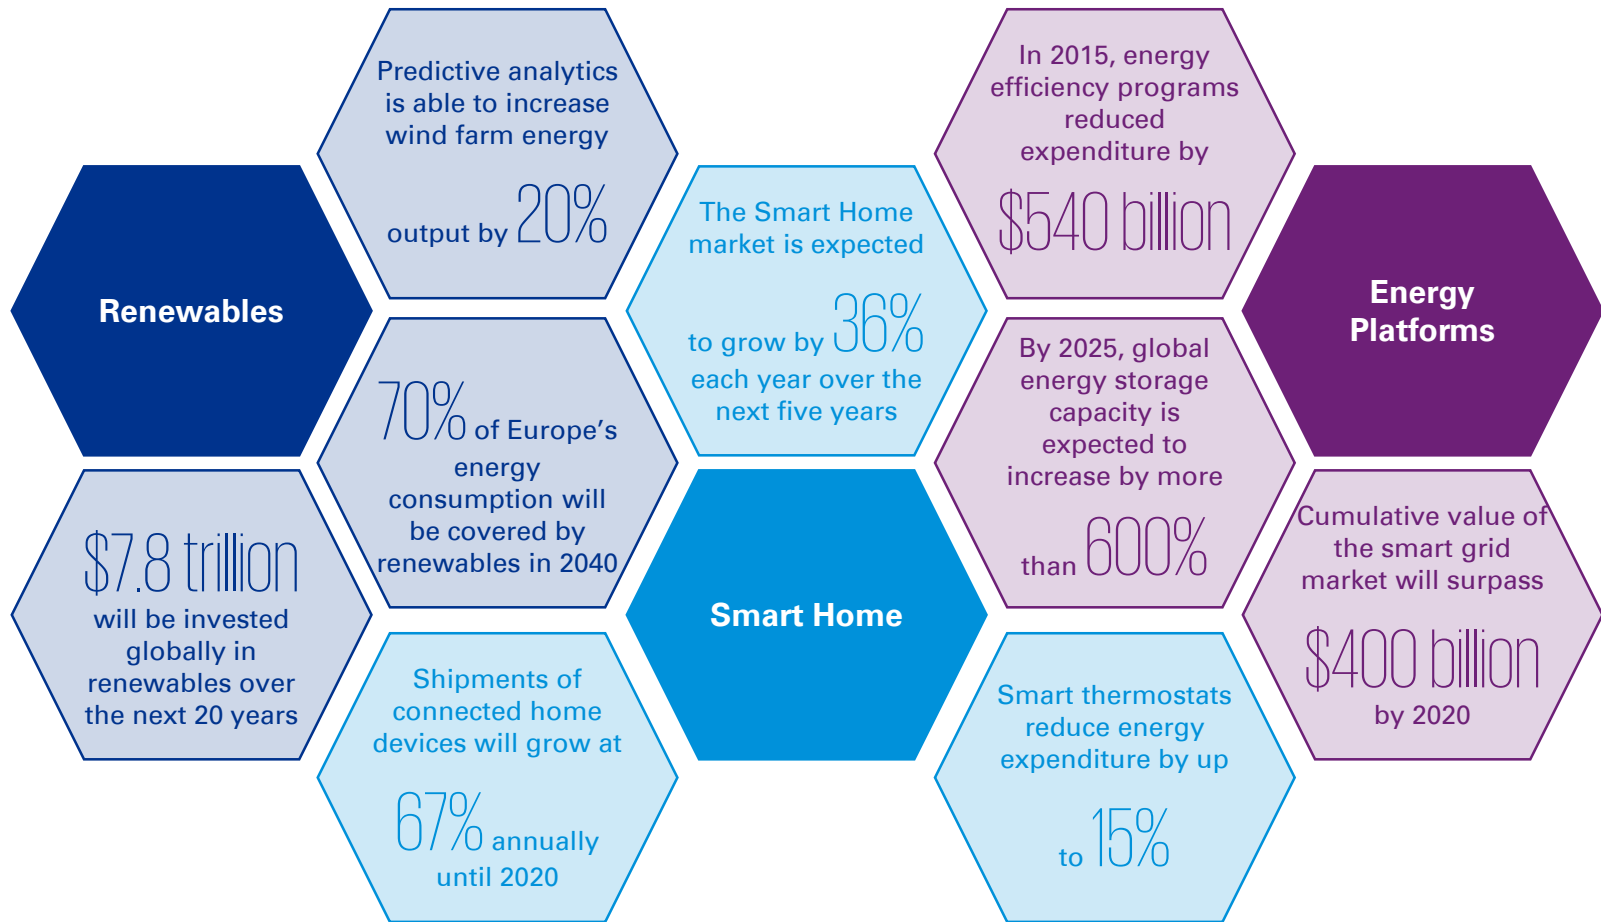 Renewables
Predictive analytics
is able to increase
wind farm energy
output by 20%
70% of Europe’s
energy
consumption will
be covered by
renewables in 2040
$7.8 trillion
will be invested
globally in
renewables over
the next 20 years
The Smart Home
market is expected
to grow by 36%
each year over the
next five years
Smart Home
Shipments of
connected home
devices will grow at
67% annually
until 2020
Smart thermostats
reduce energy
expenditure by up
to 15%
In 2015, energy
efficiency programs
reduced
expenditure by
$540 billion
Energy
Platforms
By 2025, global
energy storage
capacity is
expected to
increase by more
than 600%
Cumulative value of
the smart grid
market will surpass
$400 billion
by 2020